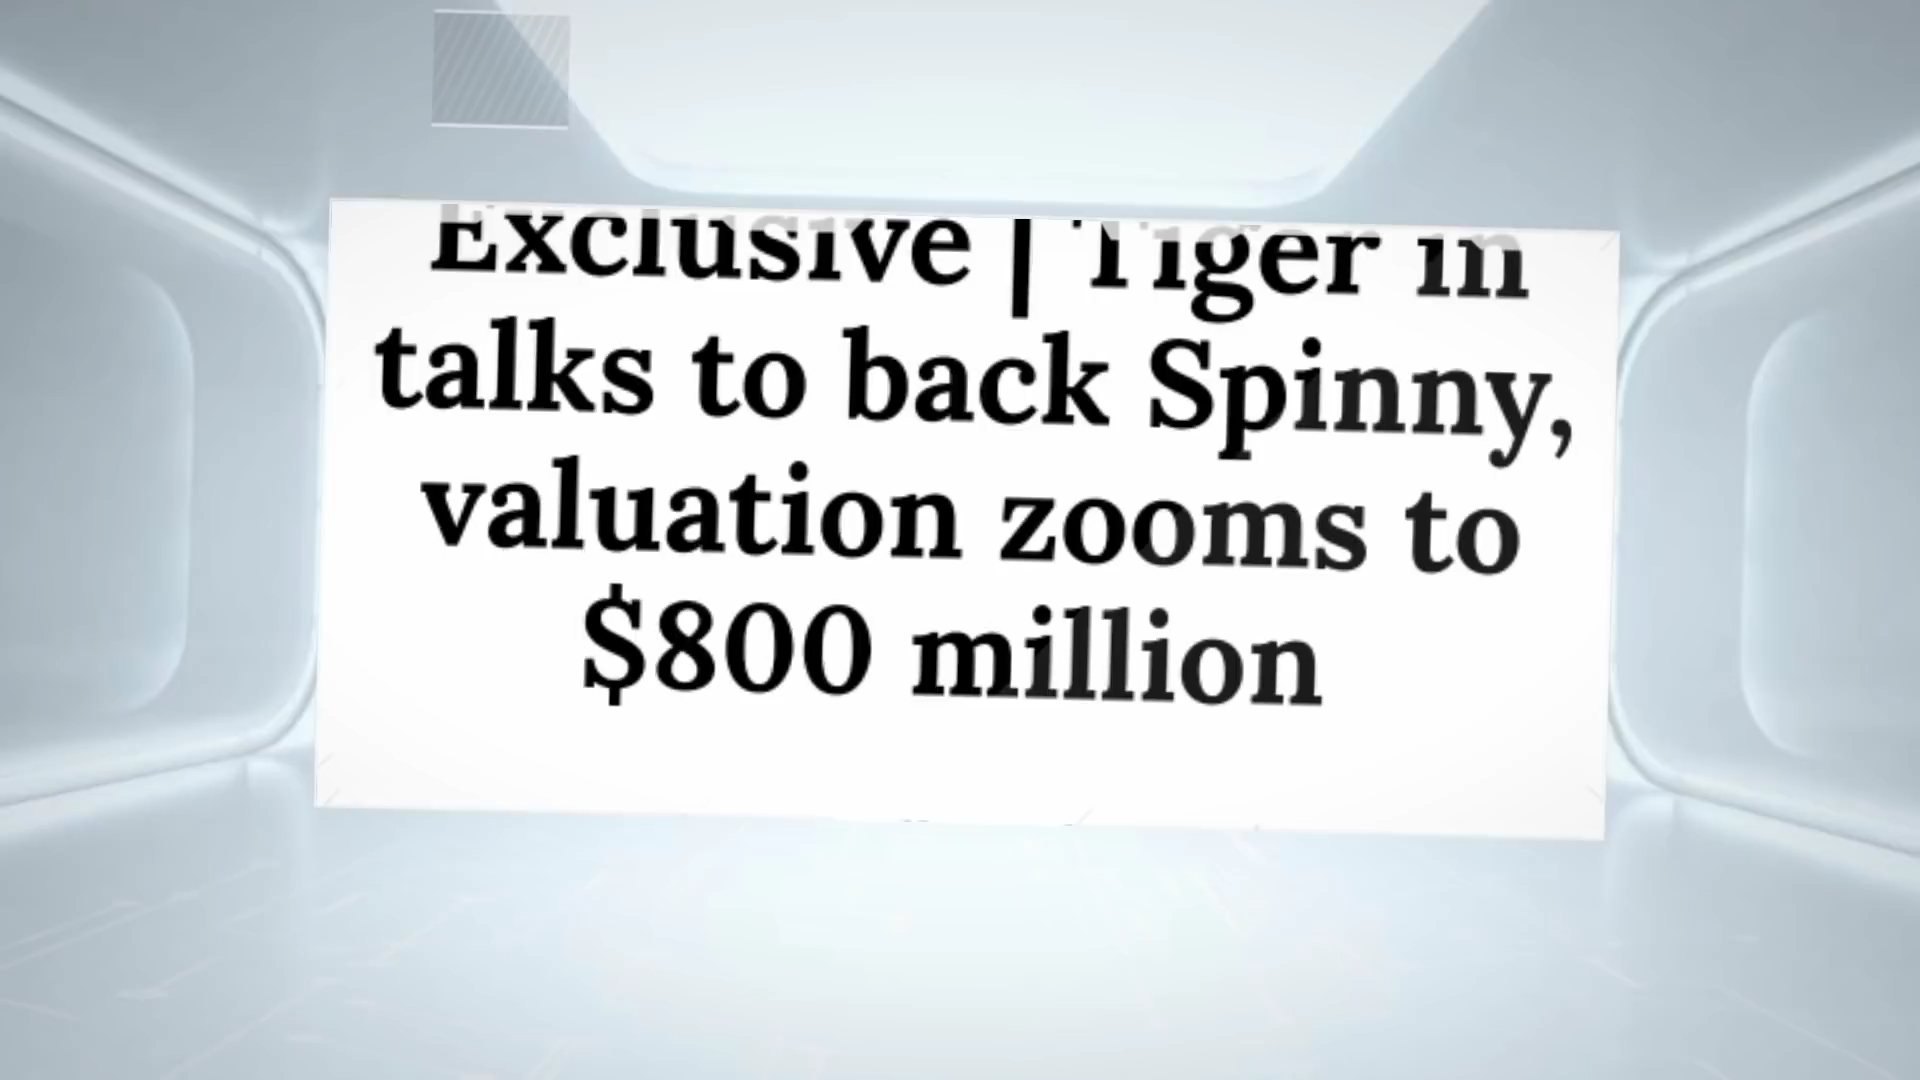 Exclusive | Tiger in
talks to back Spinny,
valuation zooms to
$800 million